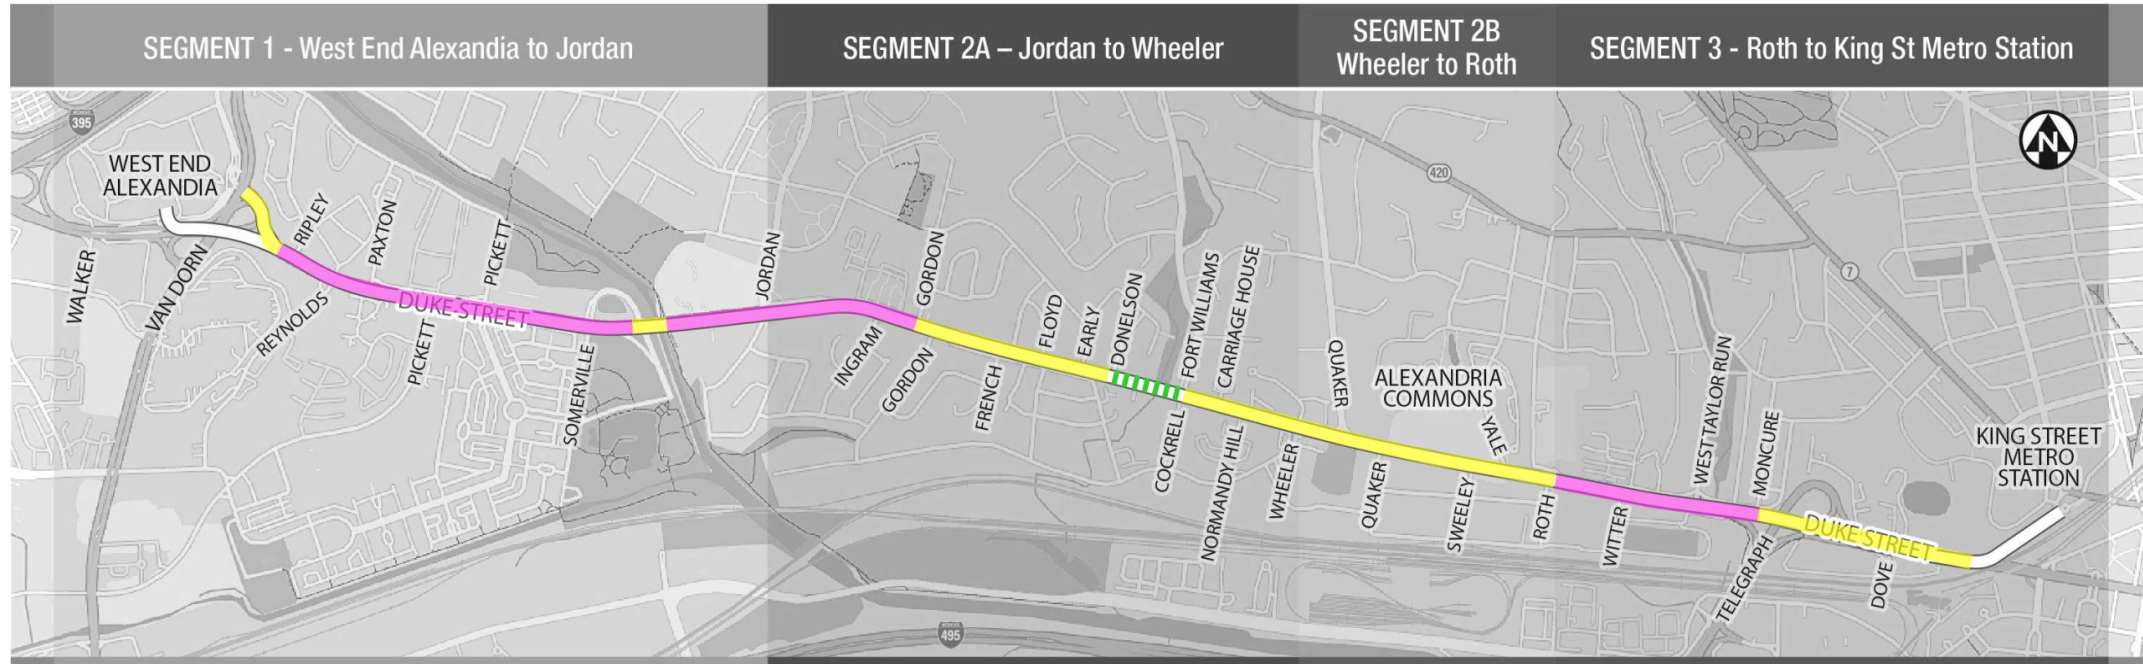 SEGMENT 1 - West End Alexandia to Jordan
SEGMENT 2A – Jordan to Wheeler
SEGMENT 2B
Wheeler to Roth
SEGMENT 3 - Roth to King St Metro Station
395
WEST END
ALEXANDIA
N
420
7
WALKER
VAN DORN
RIPLEY
REYNOLDS
PAXTON
PICKETT
DUKE STREET
PICKETT
SOMERVILLE
JORDAN
INGRAM
GORDON
GORDON
FRENCH
FLOYD
EARLY
DONELSON
COCKRELL
FORT WILLIAMS
CARRIAGE HOUSE
NORMANDY HILL
WHEELER
QUAKER
QUAKER
ALEXANDRIA
COMMONS
SWEELEY
YALE
ROTH
WITTER
WEST TAYLOR RUN
MONCURE
TELEGRAPH
DUKE STREET
DOVE
KING STREET
METRO
STATION
495